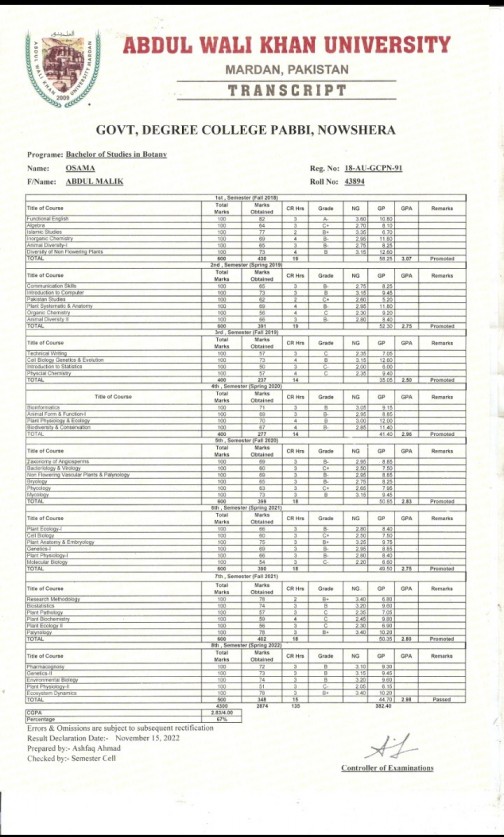 ABDUL WALI KHAN UNIVERSITY
MARDAN, PAKISTAN
TRANSCRIPT
2009
GOVT, DEGREE COLLEGE PABBI, NOWSHERA
Programe: Bachelor of Studies in Botany
Name: OSAMA Reg. No: 18-AU-GCPN-91
F/Name: ABDUL MALIK Roll No: 43894
1st , Semester (Fall 2018)
Title of Course Total Marks Marks Obtained CR Hrs Grade NG GP GPA Remarks
Functional English 100 82 3 A- 3.60 10.80
Algebra 100 64 3 C+ 2.70 8.10
Islamic Studies 100 77 2 B+ 3.35 6.70
Inorganic Chemistry 100 69 4 B- 2.95 11.80
Animal Diversity-I 100 65 3 B- 2.75 8.25
Diversity of Non Flowering Plants 100 73 4 B 3.15 12.60
TOTAL 600 430 19 58.25 3.07 Promoted
2nd , Semester (Spring 2019)
Title of Course Total Marks Marks Obtained CR Hrs Grade NG GP GPA Remarks
Communication Skills 100 65 3 B- 2.75 8.25
Introduction to Computer 100 73 3 B 3.15 9.45
Pakistan Studies 100 62 2 C+ 2.60 5.20
Plant Systematic & Anatomy 100 69 4 B- 2.95 11.80
Organic Chemistry 100 56 4 C 2.30 9.20
Animal Diversity II 100 66 3 B- 2.80 8.40
TOTAL 600 391 19 52.30 2.75 Promoted
3rd , Semester (Fall 2019)
Title of Course Total Marks Marks Obtained CR Hrs Grade NG GP GPA Remarks
Technical Writing 100 57 3 C 2.35 7.05
Cell Biology Genetics & Evolution 100 73 4 B 3.15 12.60
Introduction to Statistics 100 50 3 C- 2.00 6.00
Physcial Chemistry 100 57 4 C 2.35 9.40
TOTAL 400 237 14 35.05 2.50 Promoted
4th , Semester (Spring 2020)
Title of Course Total Marks Marks Obtained CR Hrs Grade NG GP GPA Remarks
Bioinformatics 100 71 3 B 3.05 9.15
Animal Form & Function-I 100 69 3 B- 2.95 8.85
Plant Physiology & Ecology 100 70 4 B 3.00 12.00
Biodiversity & Conservation 100 67 4 B- 2.85 11.40
TOTAL 400 277 14 41.40 2.96 Promoted
5th , Semester (Fall 2020)
Title of Course Total Marks Marks Obtained CR Hrs Grade NG GP GPA Remarks
Taxonomy of Angiosperms 100 69 3 B- 2.95 8.85
Bacteriology & Virology 100 60 3 C+ 2.50 7.50
Non Flowering Vascular Plants & Palynology 100 69 3 B- 2.95 8.85
Bryology 100 65 3 B- 2.75 8.25
Phycology 100 63 3 C+ 2.65 7.95
Mycology 100 73 3 B 3.15 9.45
TOTAL 600 399 18 50.85 2.83 Promoted
6th , Semester (Spring 2021)
Title of Course Total Marks Marks Obtained CR Hrs Grade NG GP GPA Remarks
Plant Ecology-I 100 66 3 B- 2.80 8.40
Cell Biology 100 60 3 C+ 2.50 7.50
Plant Anatomy & Embryology 100 75 3 B+ 3.25 9.75
Genetics-I 100 69 3 B- 2.95 8.85
Plant Physiology-I 100 66 3 B- 2.80 8.40
Molecular Biology 100 54 3 C- 2.20 6.60
TOTAL 600 390 18 49.50 2.75 Promoted
7th , Semester (Fall 2021)
Title of Course Total Marks Marks Obtained CR Hrs Grade NG GP GPA Remarks
Research Methodology 100 78 2 B+ 3.40 6.80
Biostatistics 100 74 3 B 3.20 9.60
Plant Pathology 100 57 3 C 2.35 7.05
Plant Biochemistry 100 59 4 C 2.45 9.80
Plant Ecology II 100 56 3 C 2.30 6.90
Palynology 100 78 3 B+ 3.40 10.20
TOTAL 600 402 18 50.35 2.80 Promoted
8th , Semester (Spring 2022)
Title of Course Total Marks Marks Obtained CR Hrs Grade NG GP GPA Remarks
Pharmacognosy 100 72 3 B 3.10 9.30
Genetics-II 100 73 3 B 3.15 9.45
Environmental Biology 100 74 3 B 3.20 9.60
Plant Physiology-II 100 51 3 C- 2.05 6.15
Ecosystem Dynamics 100 78 3 B+ 3.40 10.20
TOTAL 500 348 15 44.70 2.98 Passed
4300 2874 135 382.40
CGPA 2.83/4.00
Percentage 67%
Errors & Omissions are subject to subsequent rectification
Result Declaration Date:- November 15, 2022
Prepared by:- Ashfaq Ahmad
Checked by:- Semester Cell
Controller of Examinations